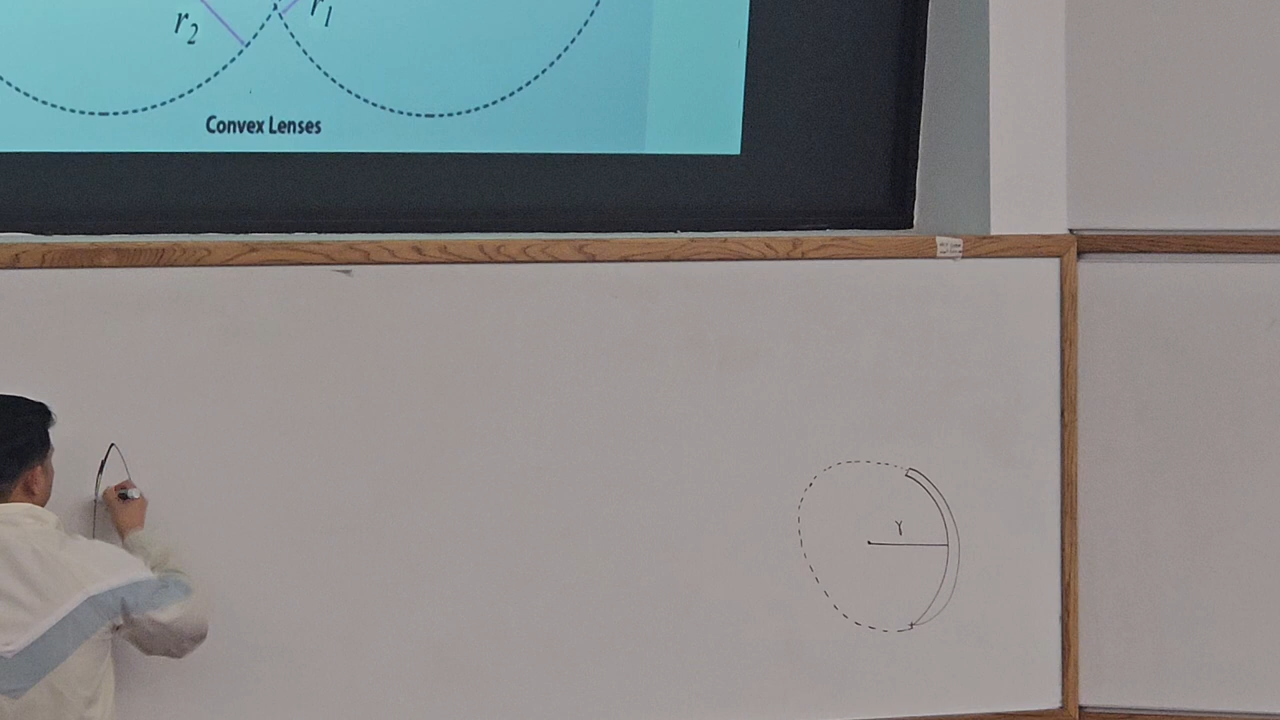 r₂
r₁
Convex Lenses
r